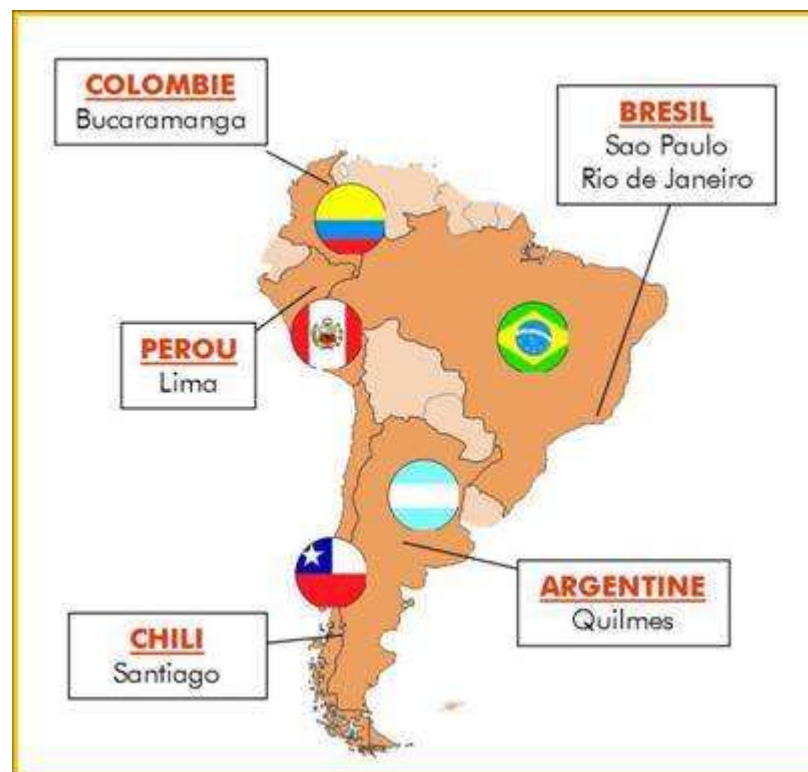 COLOMBIE
Bucaramanga
BRESIL
Sao Paulo
Rio de Janeiro
PEROU
Lima
ARGENTINE
Quilmes
CHILI
Santiago